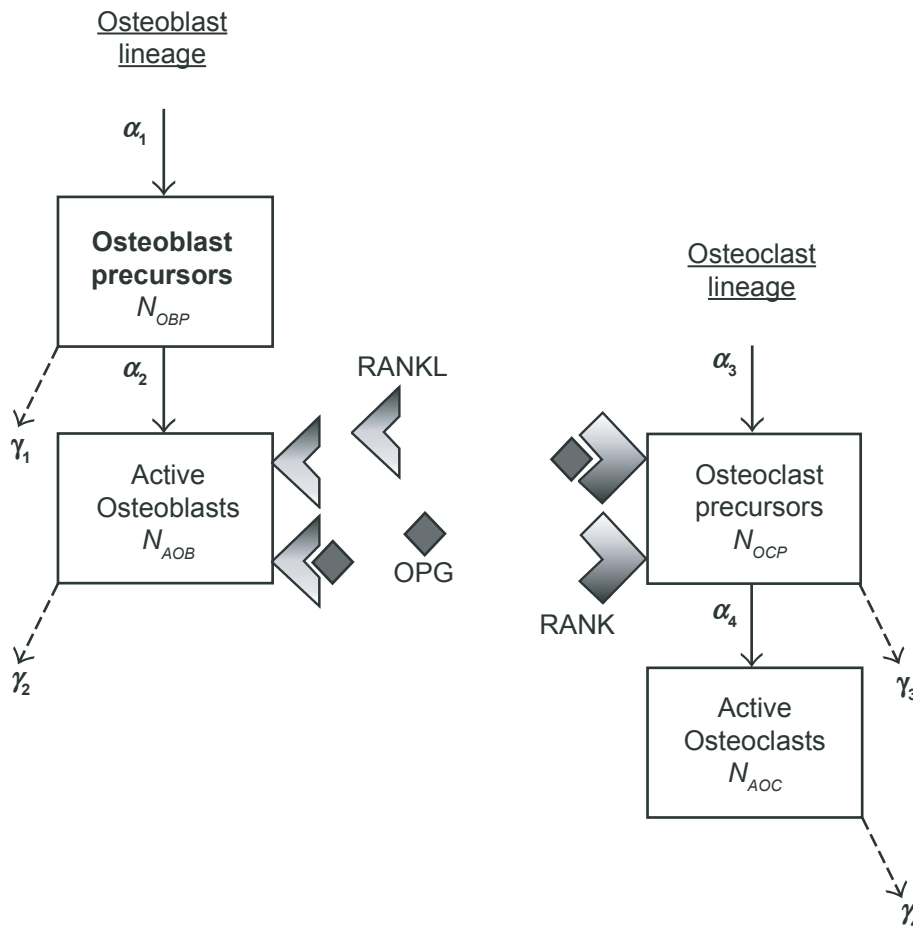 Osteoblast
lineage
α1
Osteoblast
precursors
NOBP
α2
γ1
Active
Osteoblasts
NAOB
γ2
RANKL
OPG
Osteoclast
lineage
α3
Osteoclast
precursors
NOCP
RANK
α4
γ3
Active
Osteoclasts
NAOC
γ